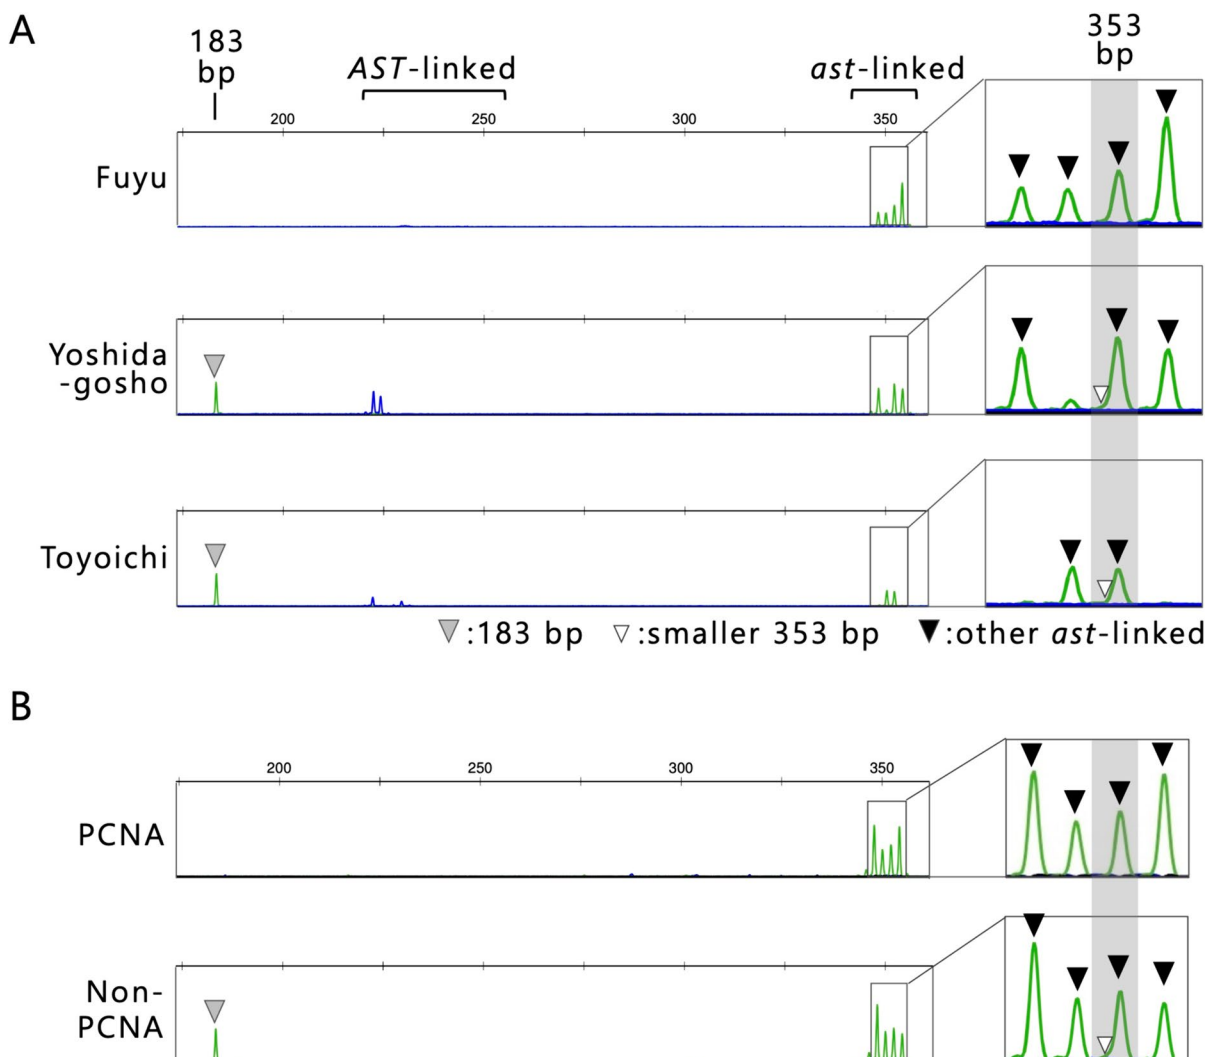 A
183
bp
AST-linked
ast-linked
353
bp
200 250 300 350
Fuyu
Yoshida
-gosho
Toyoichi
:183 bp :smaller 353 bp :other ast-linked
B
200 250 300 350
PCNA
Non-
PCNA